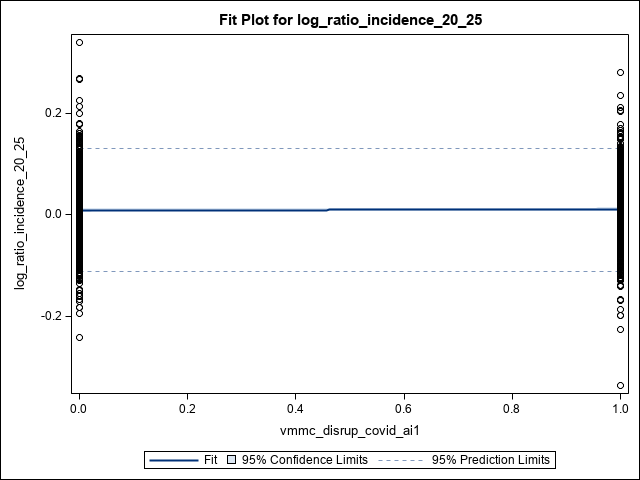 Fit Plot for log_ratio_incidence_20_25
log_ratio_incidence_20_25
0.2
0.0
-0.2
0.0 0.2 0.4 0.6 0.8 1.0
vmmc_disrup_covid_ai1
Fit 95% Confidence Limits 95% Prediction Limits